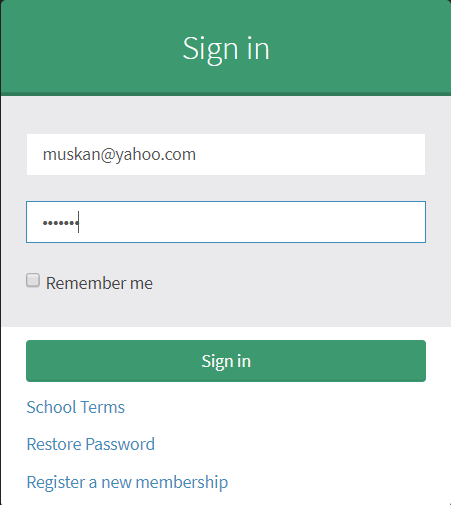 Sign in
muskan@yahoo.com
•••••••
Remember me
Sign in
School Terms
Restore Password
Register a new membership